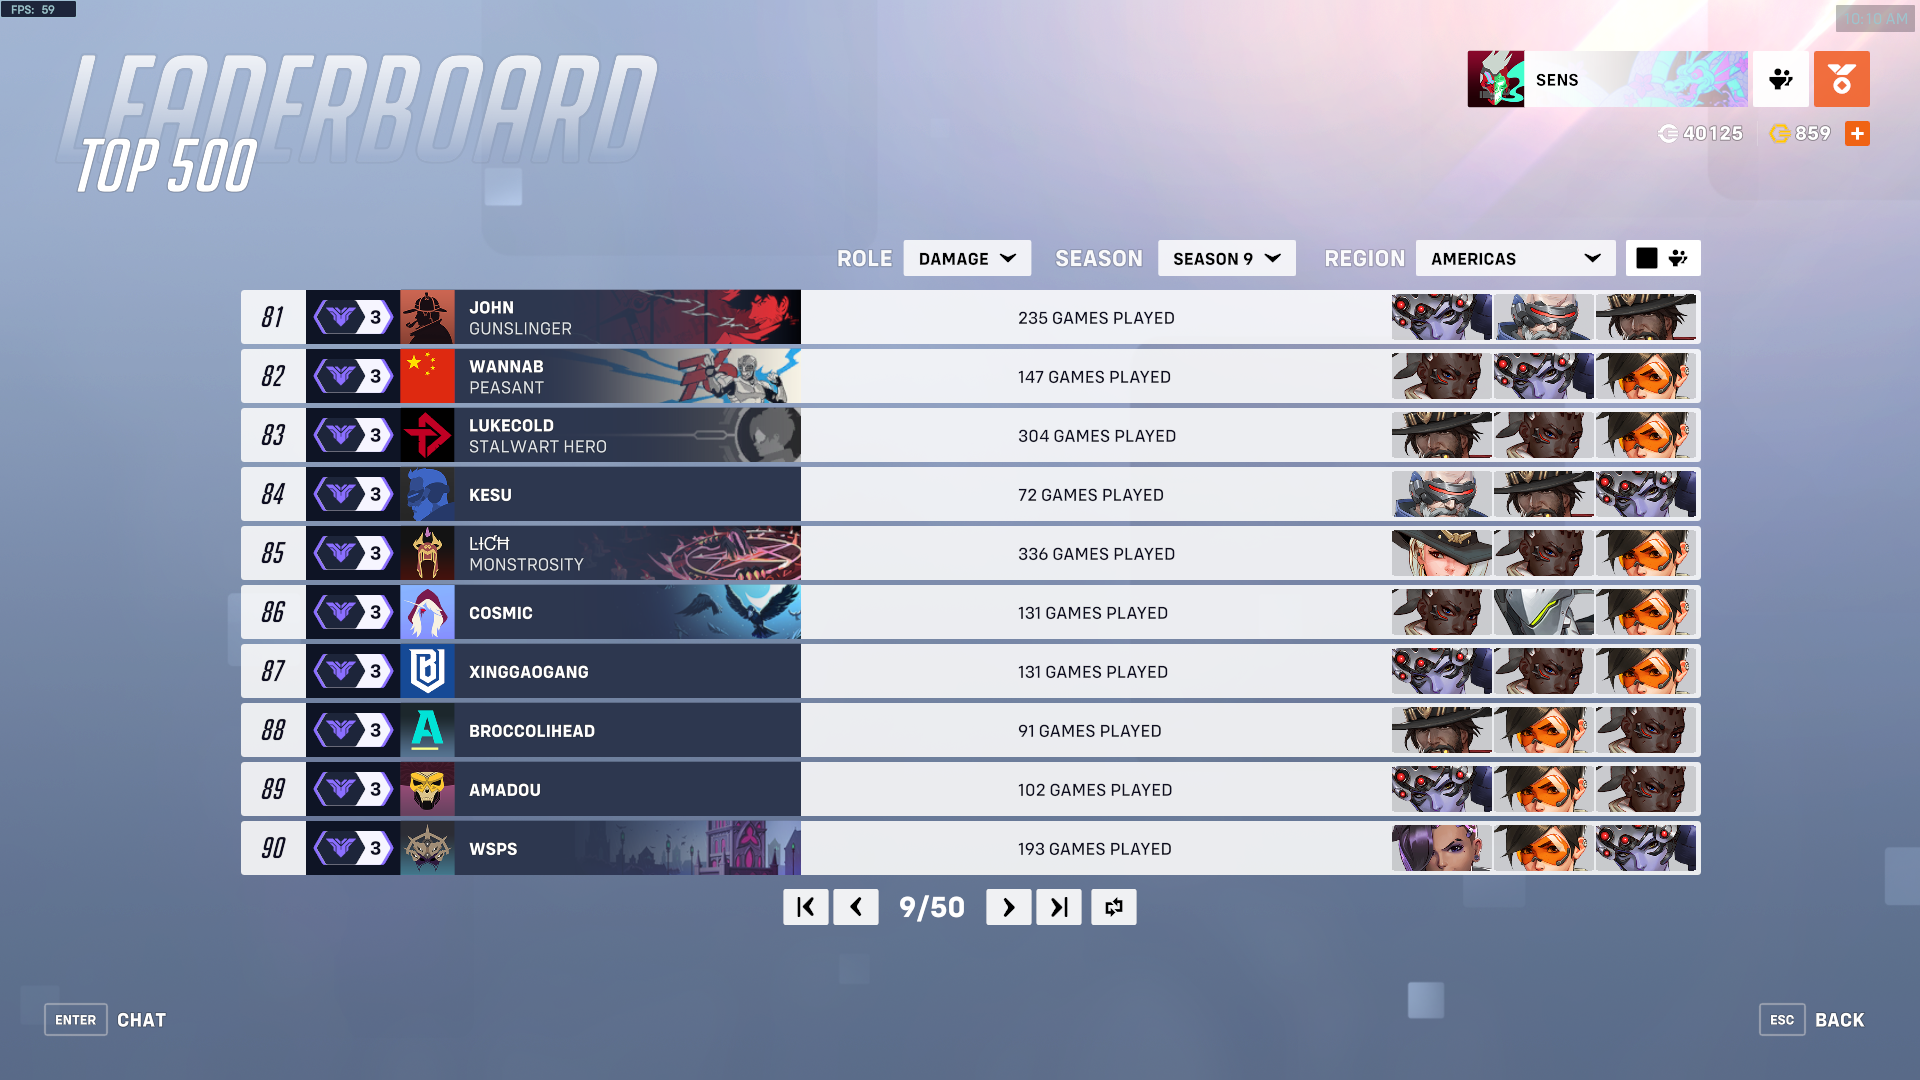 FPS: 59
10:10 AM
LEADERBOARD
TOP 500
SENS
40125
859
ROLE DAMAGE SEASON SEASON 9 REGION AMERICAS
81 3 JOHN 235 GAMES PLAYED
GUNSLINGER
82 3 WANNAB 147 GAMES PLAYED
PEASANT
83 3 LUKECOLD 304 GAMES PLAYED
STALWART HERO
84 3 KESU 72 GAMES PLAYED
85 3 336 GAMES PLAYED
MONSTROSITY
86 3 COSMIC 131 GAMES PLAYED
87 3 XINGGAOGANG 131 GAMES PLAYED
88 3 A BROCCOLIHEAD 91 GAMES PLAYED
89 3 AMADOU 102 GAMES PLAYED
90 3 WSPS 193 GAMES PLAYED
9/50
ENTER CHAT
ESC BACK